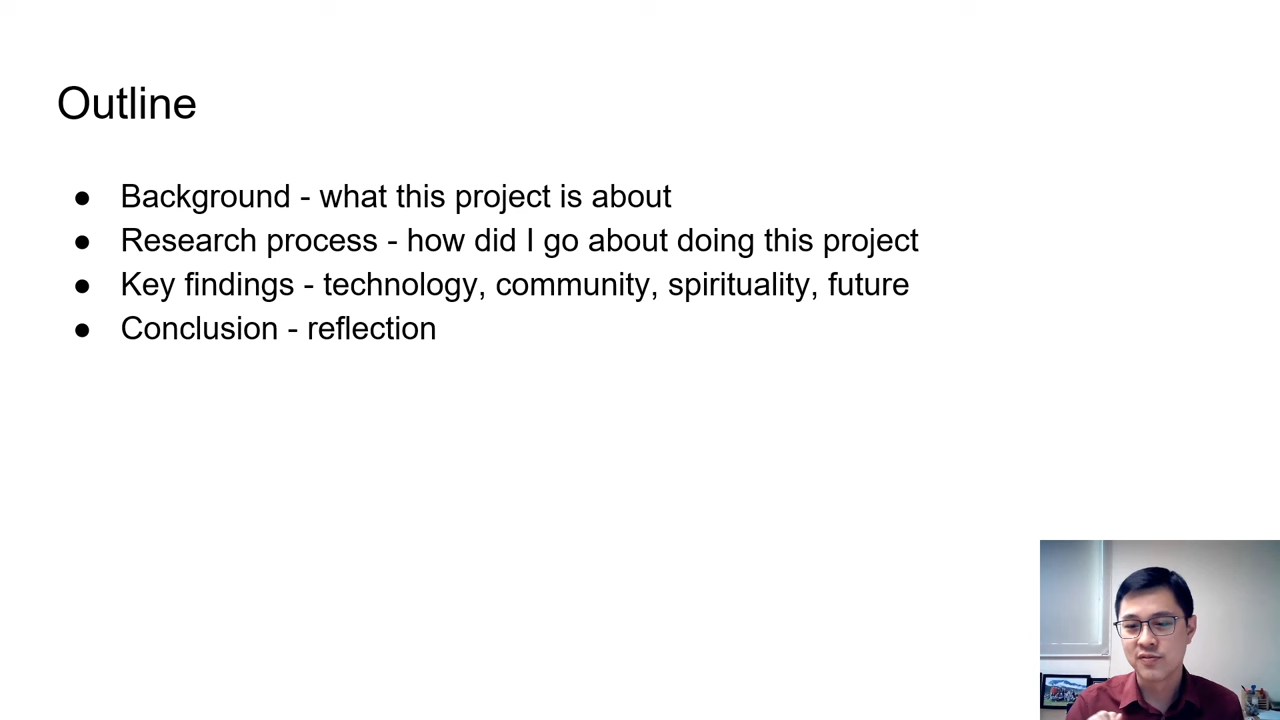 Outline
● Background - what this project is about
● Research process - how did I go about doing this project
● Key findings - technology, community, spirituality, future
● Conclusion - reflection